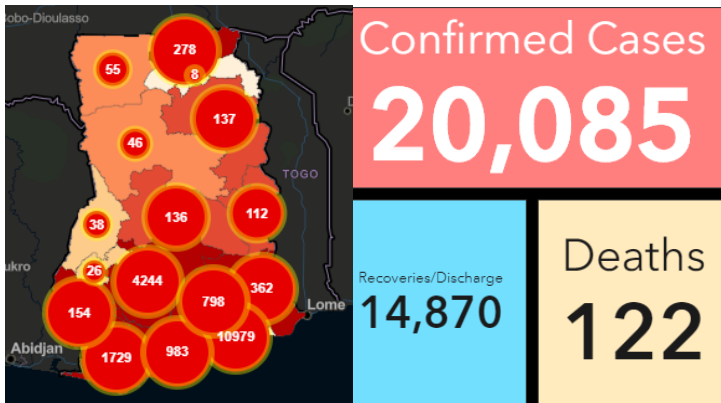 Bobo-Dioulasso
278
55
8
137
46
TOGO
136
112
38
26
4244
362
798
154
Lome
10979
983
1729
Abidjan
ukro
Confirmed Cases
20,085
Recoveries/Discharge
14,870
Deaths
122